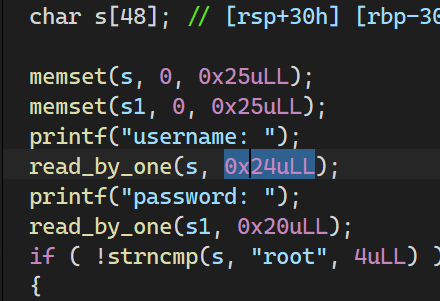 char s[48]; // [rsp+30h] [rbp-30
memset(s, 0, 0x25uLL);
memset(s1, 0, 0x25uLL);
printf("username: ");
read_by_one(s, 0x24uLL);
printf("password: ");
read_by_one(s1, 0x20uLL);
if ( !strncmp(s, "root", 4uLL) )
{